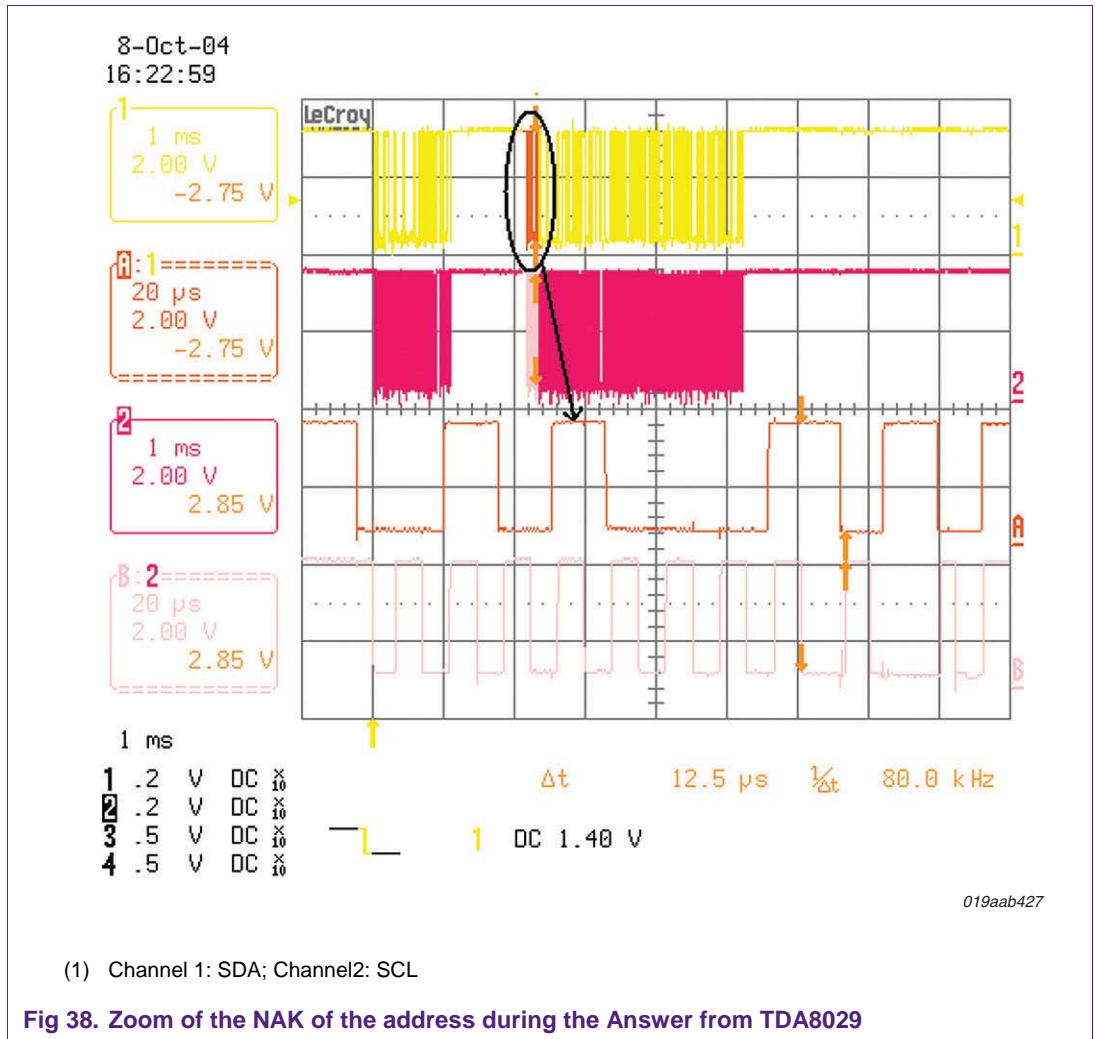 8-Oct-04
16:22:59
LeCroy
1
1 ms
2.00 V
-2.75 V
1
A:1
20 µs
2.00 V
-2.75 V
2
2
1 ms
2.00 V
2.85 V
A
B:2
20 µs
2.00 V
2.85 V
B
1 ms
1 .2 V DC X10
2 .2 V DC X10
3 .5 V DC X10
4 .5 V DC X10
Δt 12.5 µs 1/Δt 80.0 kHz
1 DC 1.40 V
019aab427
(1) Channel 1: SDA; Channel2: SCL
Fig 38. Zoom of the NAK of the address during the Answer from TDA8029